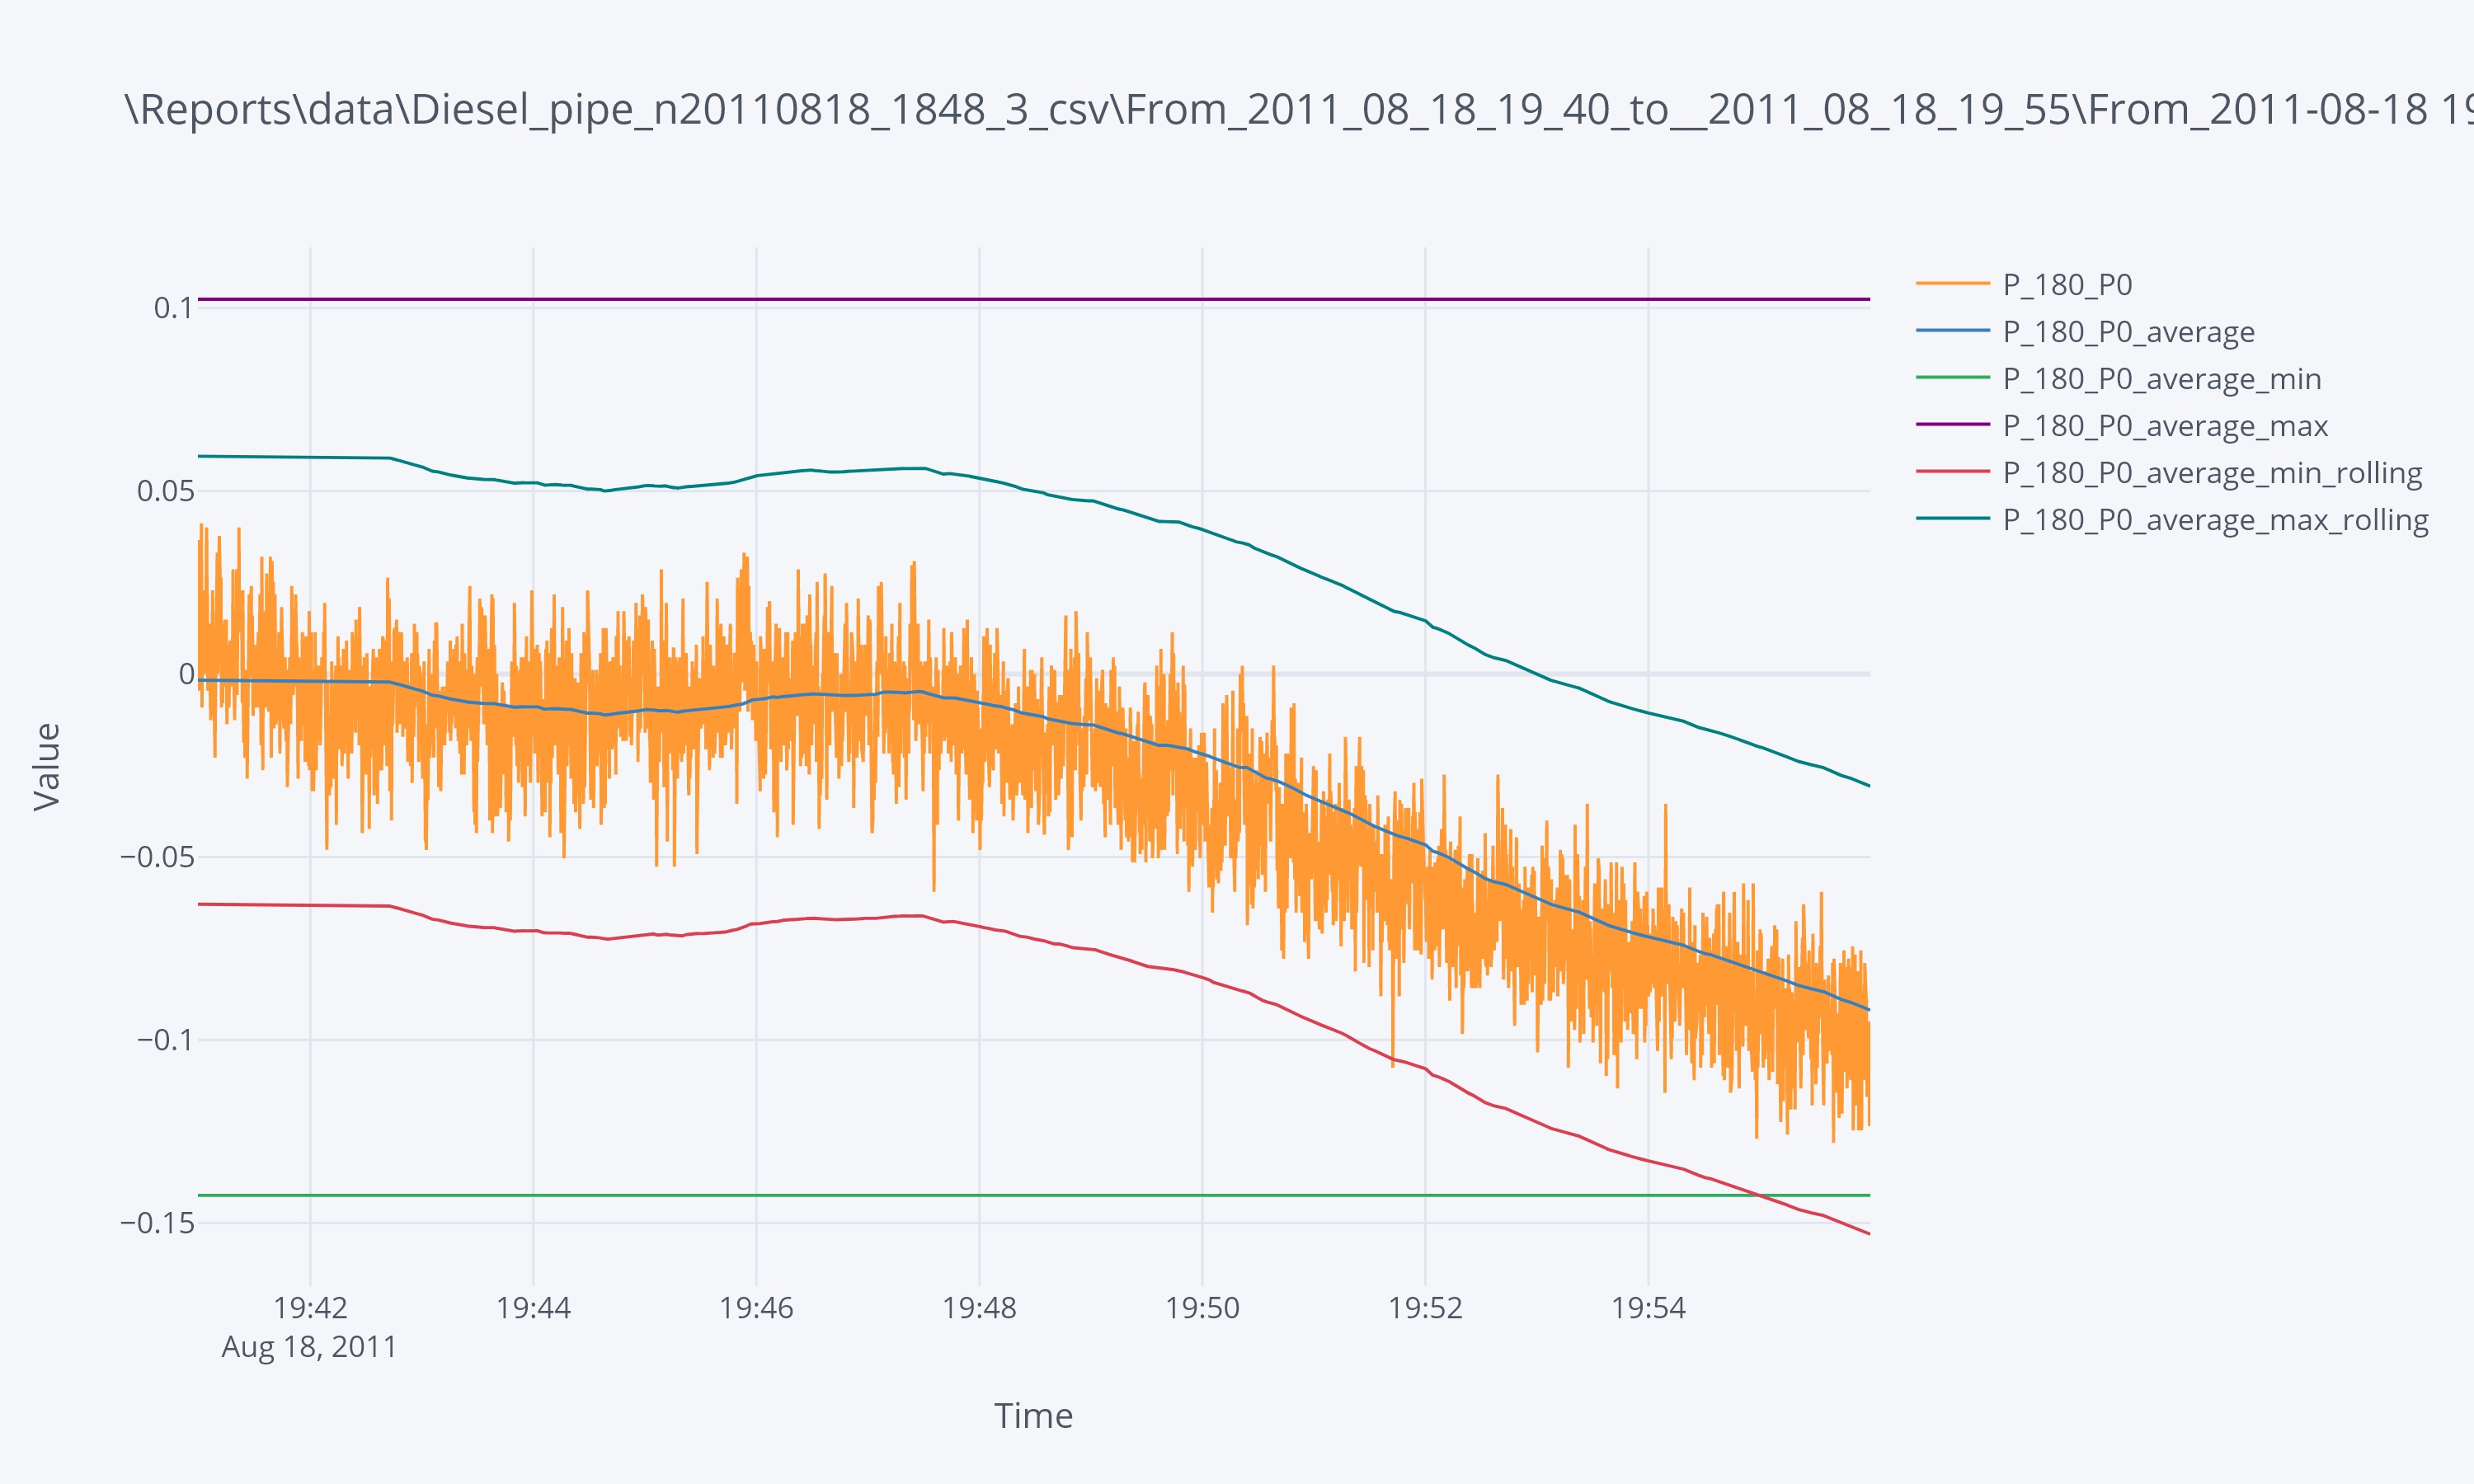 \Reports\data\Diesel_pipe_n20110818_1848_3_csv\From_2011_08_18_19_40_to__2011_08_18_19_55\From_2011-08-18 19
0.1
0.05
0
−0.05
−0.1
−0.15
Value
19:42
Aug 18, 2011
19:44
19:46
19:48
19:50
19:52
19:54
Time
P_180_P0
P_180_P0_average
P_180_P0_average_min
P_180_P0_average_max
P_180_P0_average_min_rolling
P_180_P0_average_max_rolling